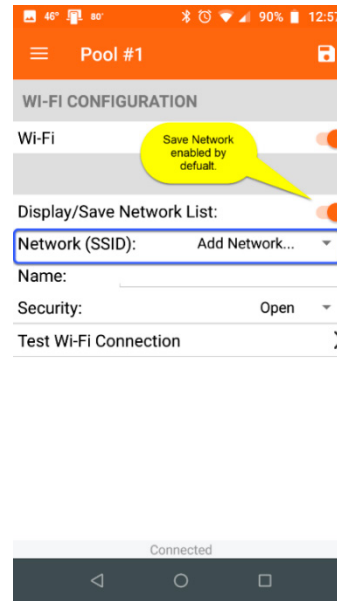 46° 80° 90% 12:57
Pool #1
WI-FI CONFIGURATION
Wi-Fi
Save Network
enabled by
defualt.
Display/Save Network List:
Network (SSID): Add Network...
Name:
Security: Open
Test Wi-Fi Connection
Connected